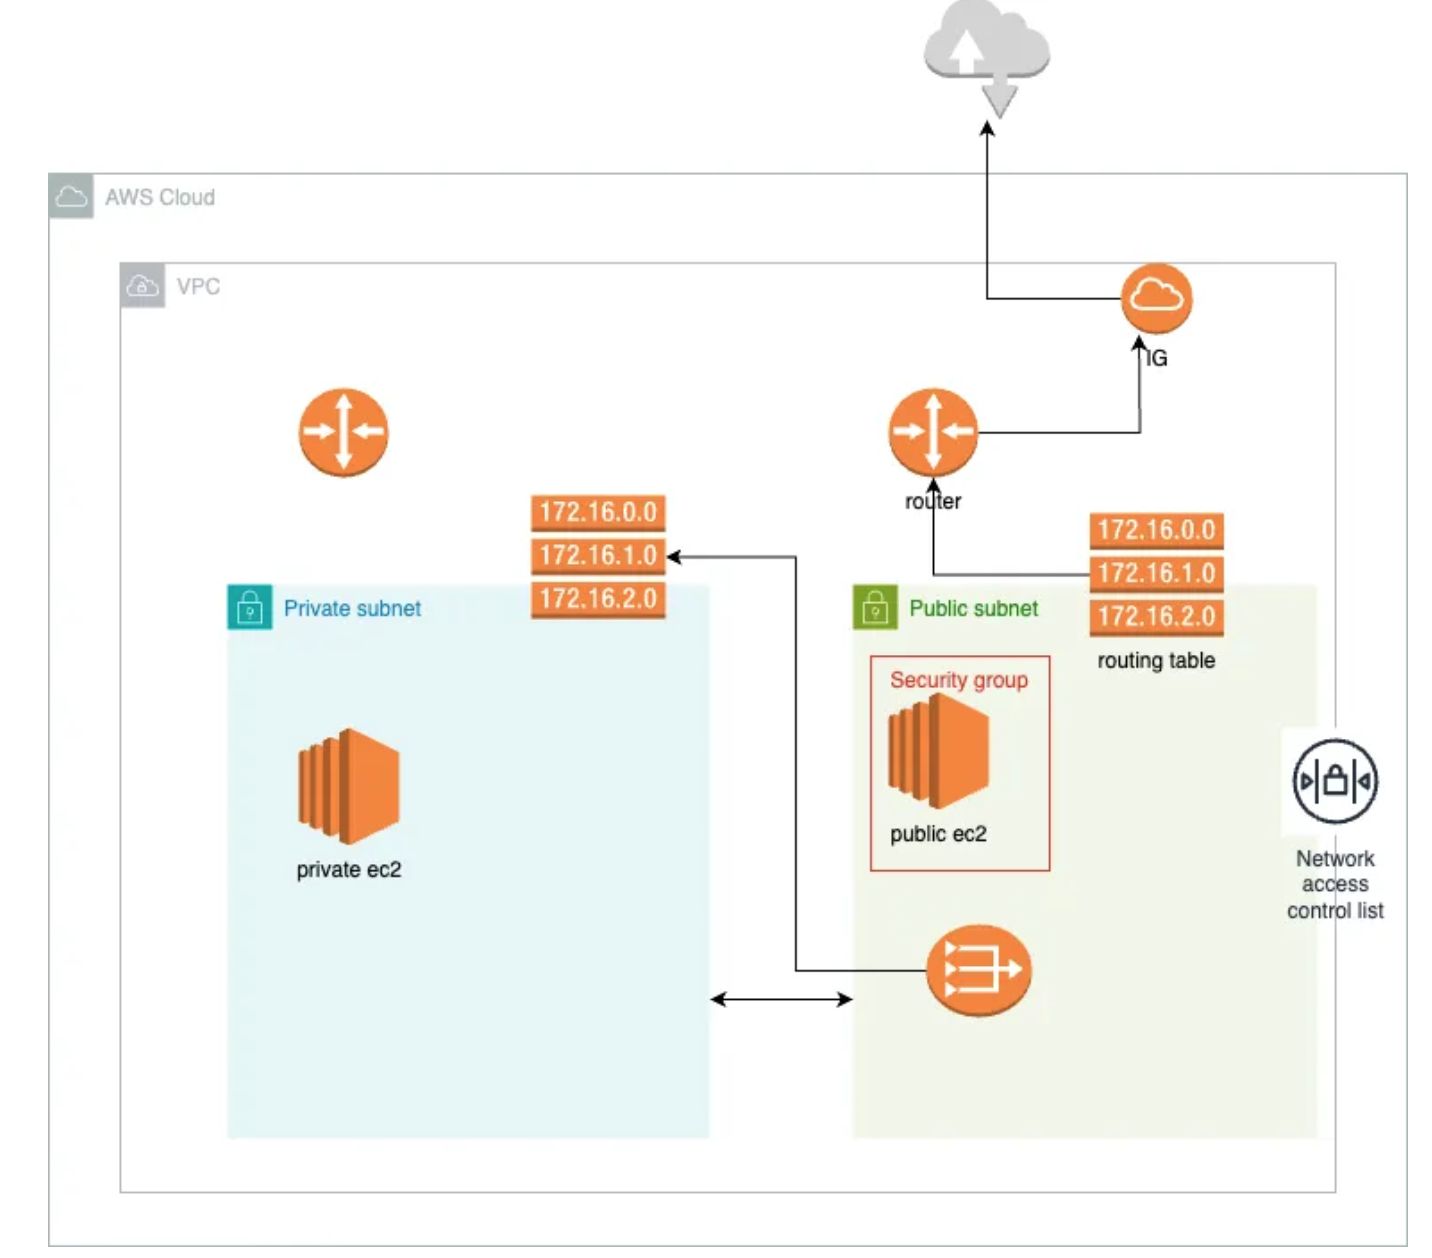 AWS Cloud
VPC
IG
router
172.16.0.0
172.16.1.0
172.16.2.0
172.16.0.0
172.16.1.0
172.16.2.0
routing table
Private subnet
Public subnet
Security group
public ec2
private ec2
Network
access
control list